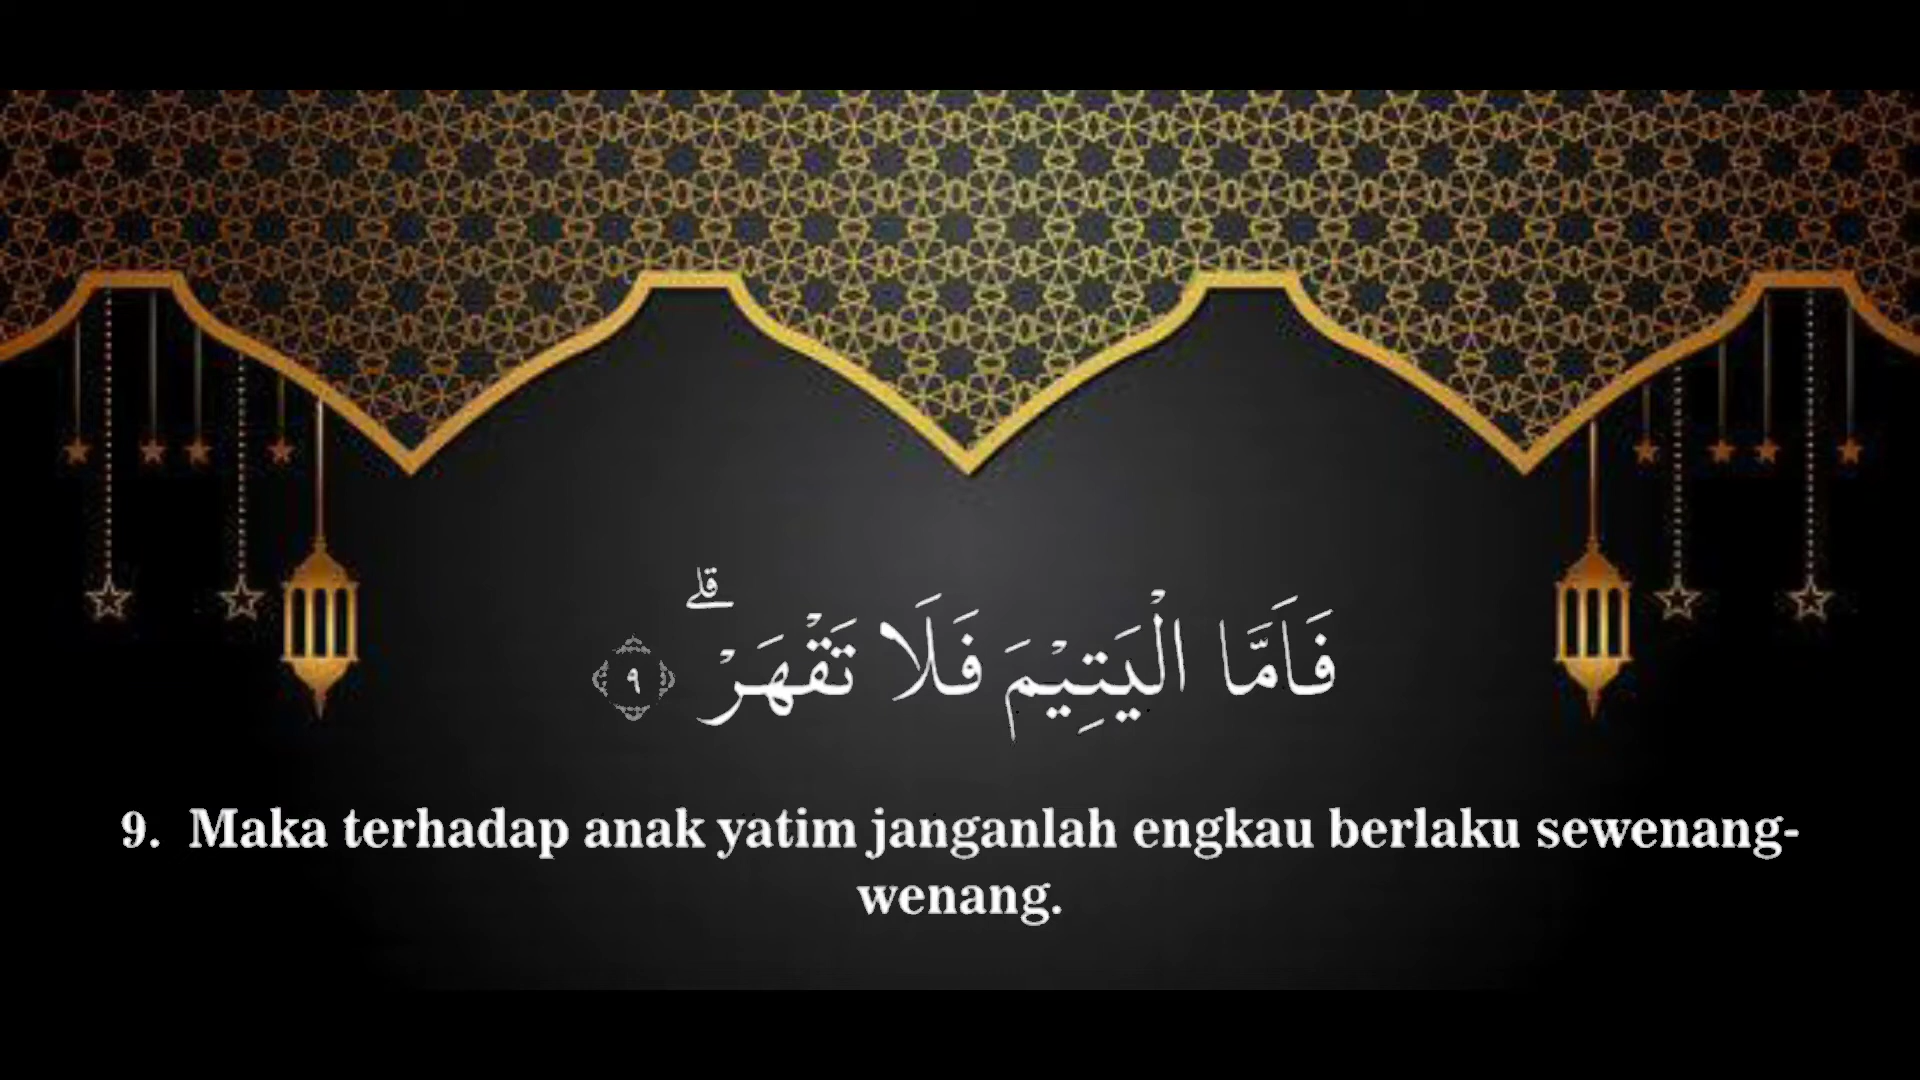 فَاَمَّا الْيَتِيْمَ فَلَا تَقْهَرْ ۗ ٩
9. Maka terhadap anak yatim janganlah engkau berlaku sewenang-
wenang.